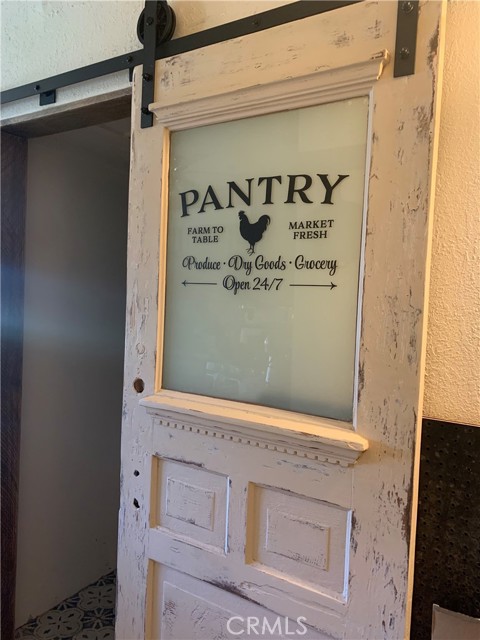 PANTRY
FARM TO
TABLE
MARKET
FRESH
Produce · Dry Goods · Grocery
Open 24/7
CRMLS